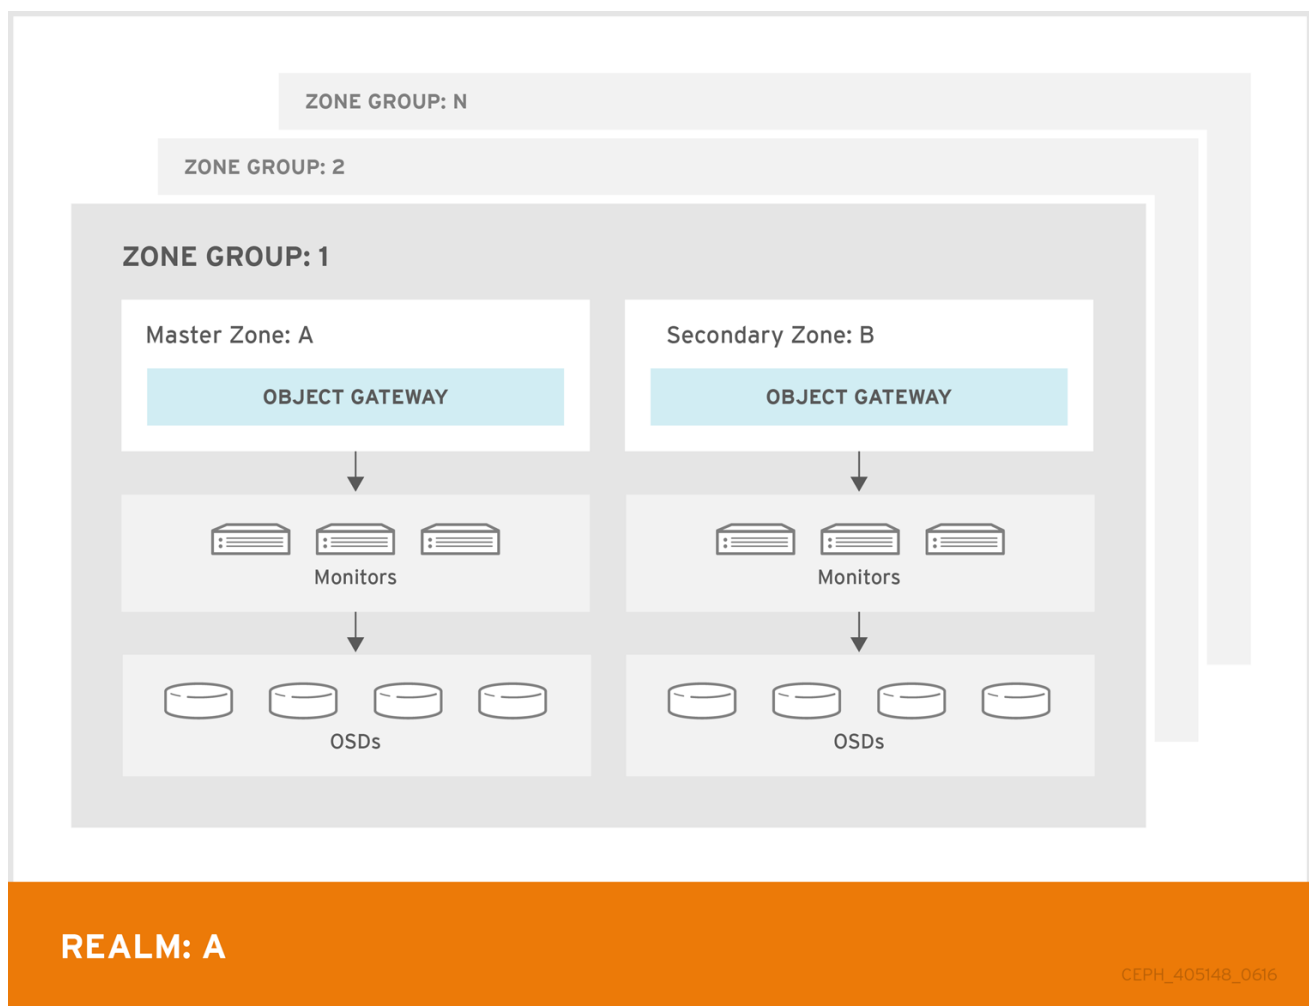 ZONE GROUP: N
ZONE GROUP: 2
ZONE GROUP: 1
Master Zone: A
OBJECT GATEWAY
Monitors
OSDs
Secondary Zone: B
OBJECT GATEWAY
Monitors
OSDs
REALM: A
CEPH_405148_0616